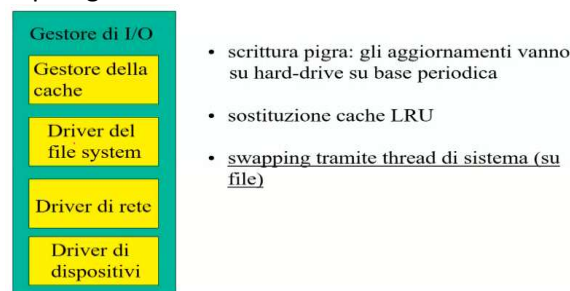 Gestore di I/O
Gestore della
cache
Driver del
file system
Driver di rete
Driver di
dispositivi
• scrittura pigra: gli aggiornamenti vanno
su hard-drive su base periodica
• sostituzione cache LRU
• swapping tramite thread di sistema (su
file)